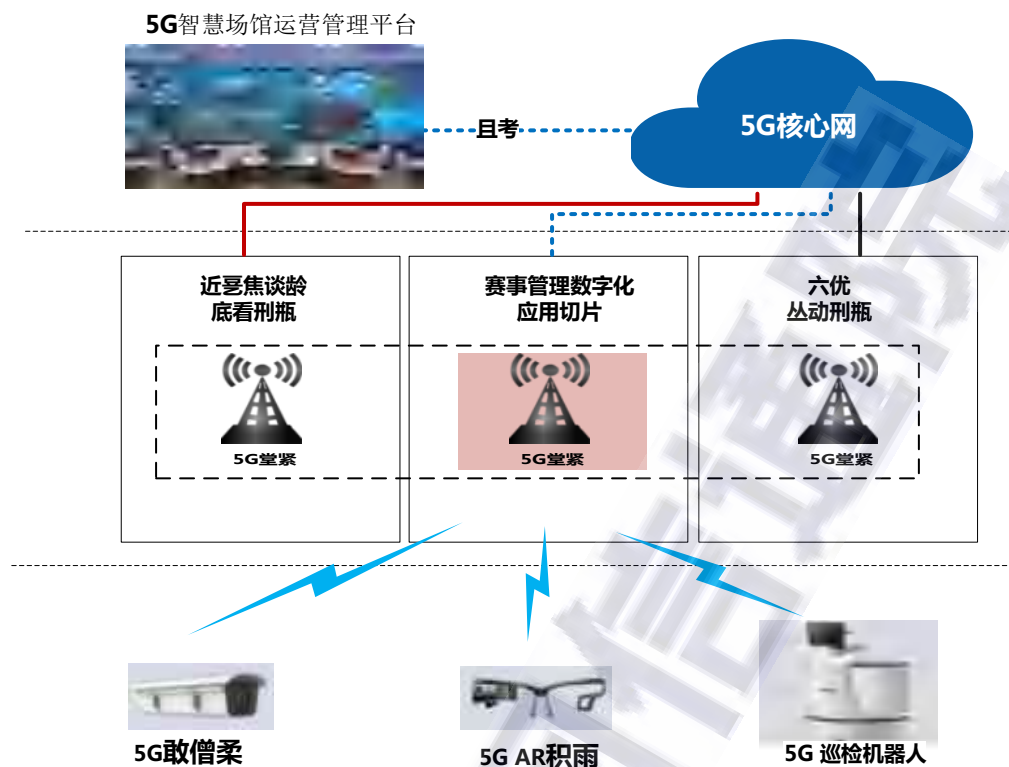 5G智慧场馆运营管理平台
且考
5G核心网
近景焦谈龄
底看刑瓶
赛事管理数字化
应用切片
六优
丛动刑瓶
5G堂紧
5G堂紧
5G堂紧
5G敢僧柔
5G AR积雨
5G 巡检机器人